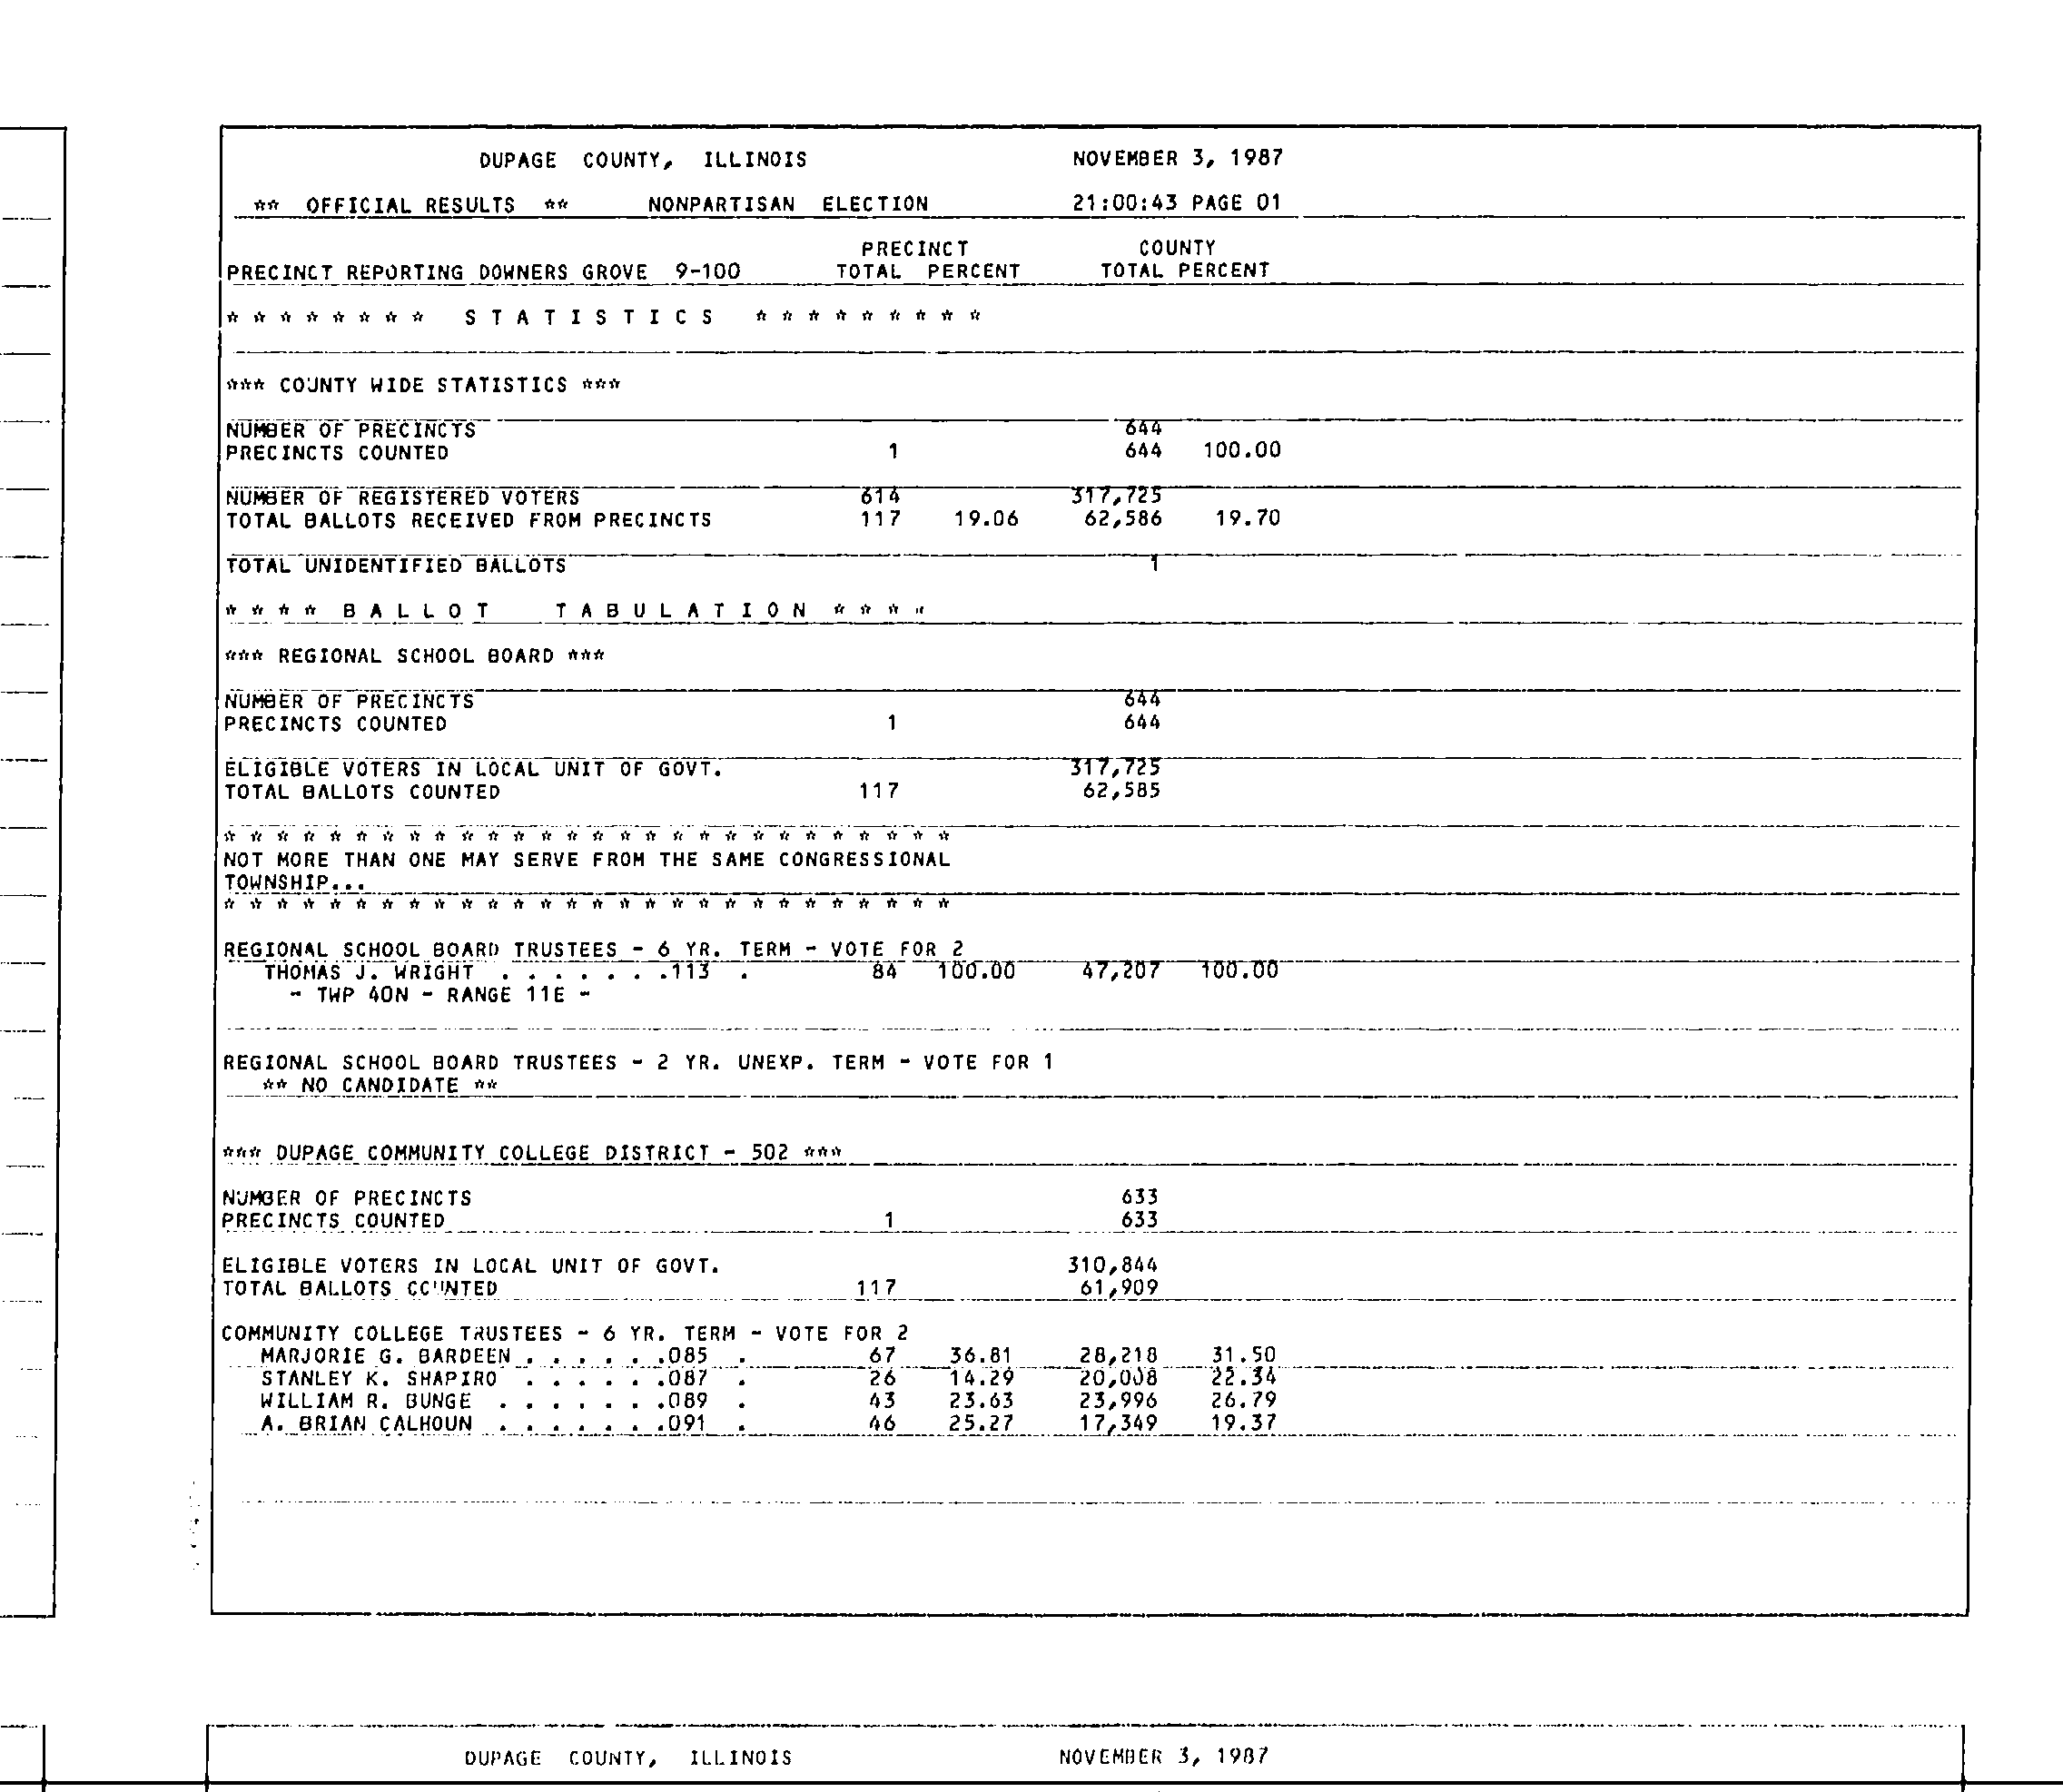 DUPAGE COUNTY, ILLINOIS NOVEMBER 3, 1987
** OFFICIAL RESULTS ** NONPARTISAN ELECTION 21:00:43 PAGE 01
PRECINCT COUNTY
PRECINCT REPORTING DOWNERS GROVE 9-100 TOTAL PERCENT TOTAL PERCENT
* * * * * * * * S T A T I S T I C S * * * * * * * * *
*** COUNTY WIDE STATISTICS ***
NUMBER OF PRECINCTS 644
PRECINCTS COUNTED 1 644 100.00
NUMBER OF REGISTERED VOTERS 614 317,725
TOTAL BALLOTS RECEIVED FROM PRECINCTS 117 19.06 62,586 19.70
TOTAL UNIDENTIFIED BALLOTS 1
* * * * B A L L O T T A B U L A T I O N * * * *
*** REGIONAL SCHOOL BOARD ***
NUMBER OF PRECINCTS 644
PRECINCTS COUNTED 1 644
ELIGIBLE VOTERS IN LOCAL UNIT OF GOVT. 317,725
TOTAL BALLOTS COUNTED 117 62,585
* * * * * * * * * * * * * * * * * * * * * * * * * * * *
NOT MORE THAN ONE MAY SERVE FROM THE SAME CONGRESSIONAL
TOWNSHIP...
* * * * * * * * * * * * * * * * * * * * * * * * * * * *
REGIONAL SCHOOL BOARD TRUSTEES - 6 YR. TERM - VOTE FOR 2
THOMAS J. WRIGHT . . . . . . .113 . 84 100.00 47,207 100.00
- TWP 40N - RANGE 11E -
REGIONAL SCHOOL BOARD TRUSTEES - 2 YR. UNEXP. TERM - VOTE FOR 1
** NO CANDIDATE **
*** DUPAGE COMMUNITY COLLEGE DISTRICT - 502 ***
NUMBER OF PRECINCTS 633
PRECINCTS COUNTED 1 633
ELIGIBLE VOTERS IN LOCAL UNIT OF GOVT. 310,844
TOTAL BALLOTS COUNTED 117 61,909
COMMUNITY COLLEGE TRUSTEES - 6 YR. TERM - VOTE FOR 2
MARJORIE G. BARDEEN . . . . . .085 . 67 36.81 28,218 31.50
STANLEY K. SHAPIRO . . . . . .087 . 26 14.29 20,008 22.34
WILLIAM R. BUNGE . . . . . . .089 . 43 23.63 23,996 26.79
A. BRIAN CALHOUN . . . . . . .091 . 46 25.27 17,349 19.37
DUPAGE COUNTY, ILLINOIS NOVEMBER 3, 1987